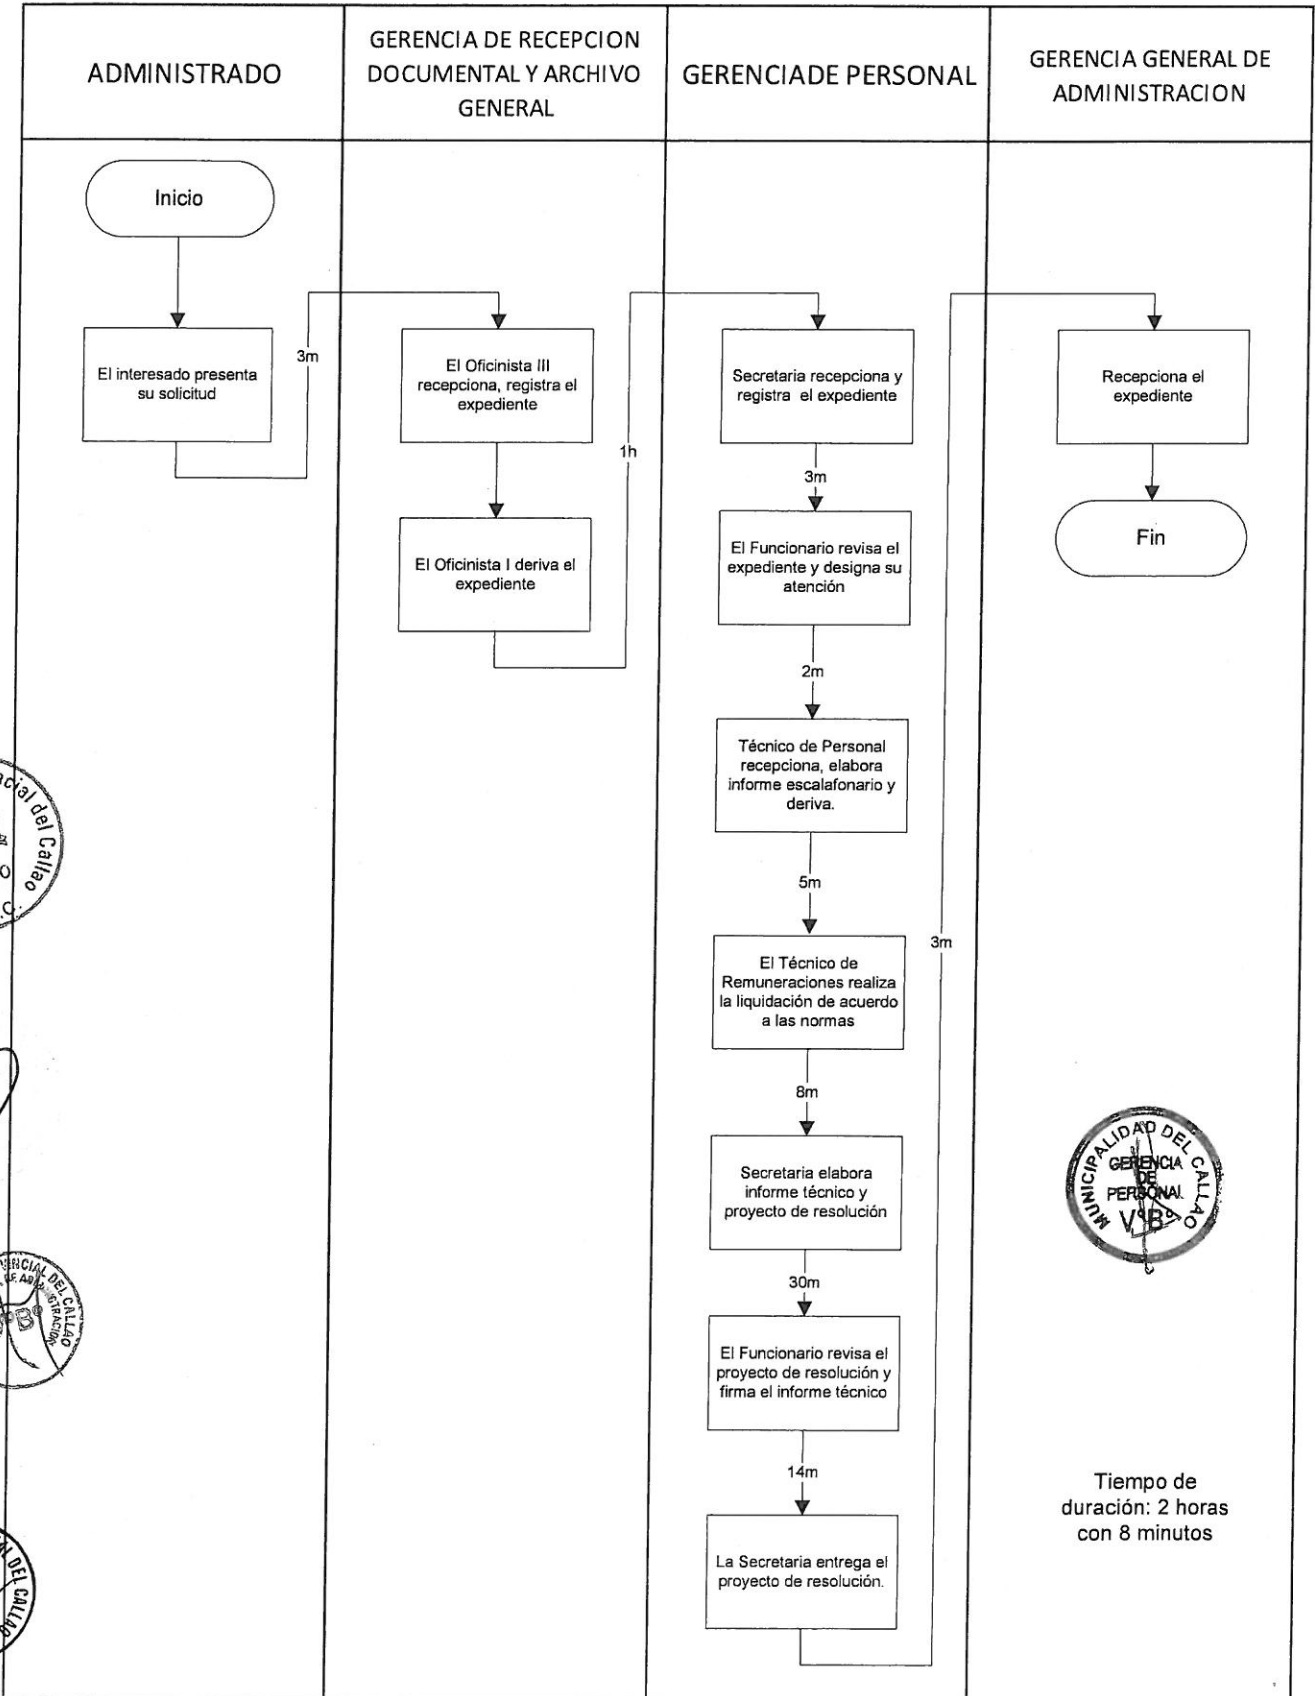 ADMINISTRADO
GERENCIA DE RECEPCION
DOCUMENTAL Y ARCHIVO
GENERAL
GERENCIADE PERSONAL
GERENCIA GENERAL DE
ADMINISTRACION
Inicio
El interesado presenta
su solicitud
3m
El Oficinista III
recepciona, registra el
expediente
El Oficinista I deriva el
expediente
1h
Secretaria recepciona y
registra el expediente
3m
El Funcionario revisa el
expediente y designa su
atención
2m
Técnico de Personal
recepciona, elabora
informe escalafonario y
deriva.
5m
El Técnico de
Remuneraciones realiza
la liquidación de acuerdo
a las normas
8m
Secretaria elabora
informe técnico y
proyecto de resolución
30m
El Funcionario revisa el
proyecto de resolución y
firma el informe técnico
14m
La Secretaria entrega el
proyecto de resolución.
3m
Recepciona el
expediente
Fin
MUNICIPALIDAD DEL CALLAO
GERENCIA
DE
PERSONAL
V°B°
Tiempo de
duración: 2 horas
con 8 minutos
del Callao
DEL CALLAO
DEL CALLAO